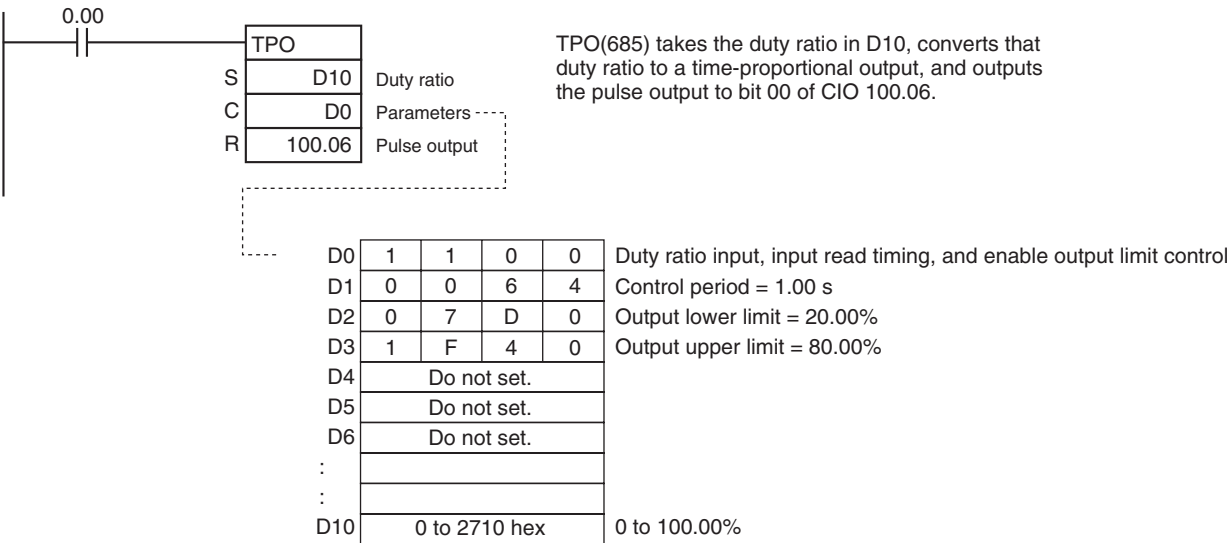 0.00
TPO
S D10 Duty ratio
C D0 Parameters
R 100.06 Pulse output
TPO(685) takes the duty ratio in D10, converts that
duty ratio to a time-proportional output, and outputs
the pulse output to bit 00 of CIO 100.06.
D0 1 1 0 0 Duty ratio input, input read timing, and enable output limit control
D1 0 0 6 4 Control period = 1.00 s
D2 0 7 D 0 Output lower limit = 20.00%
D3 1 F 4 0 Output upper limit = 80.00%
D4 Do not set.
D5 Do not set.
D6 Do not set.
:
:
D10 0 to 2710 hex 0 to 100.00%